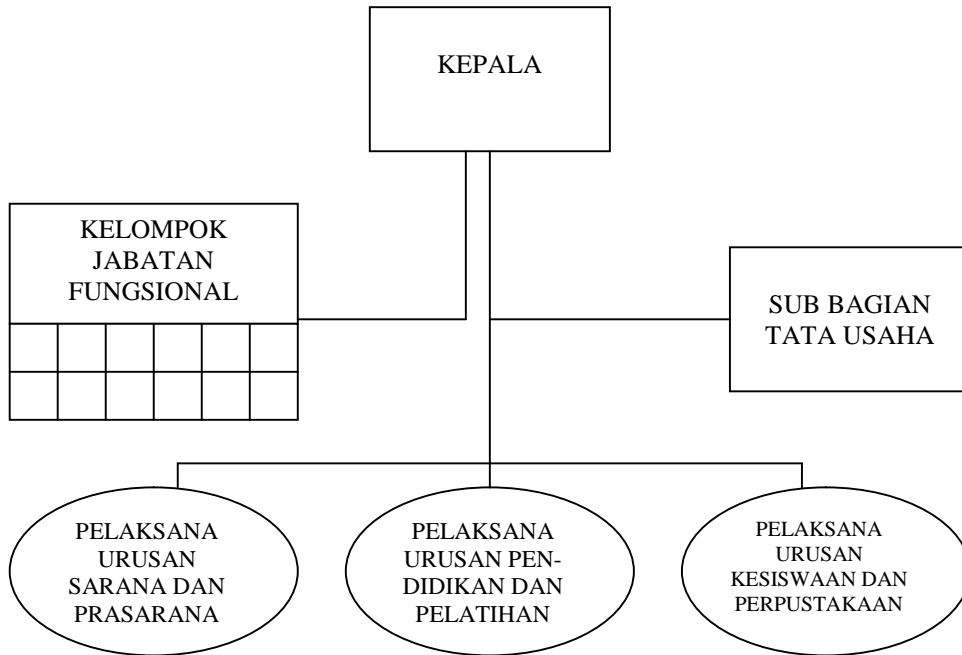 KEPALA
KELOMPOK
JABATAN
FUNGSIONAL
SUB BAGIAN
TATA USAHA
PELAKSANA
URUSAN
SARANA DAN
PRASARANA
PELAKSANA
URUSAN PEN-
DIDIKAN DAN
PELATIHAN
PELAKSANA
URUSAN
KESISWAAN DAN
PERPUSTAKAAN